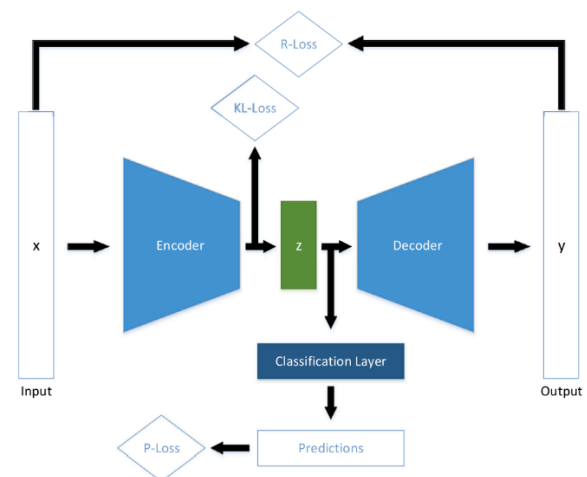 R-Loss
KL-Loss
x
Encoder
z
Decoder
y
Classification Layer
Input
Output
P-Loss
Predictions